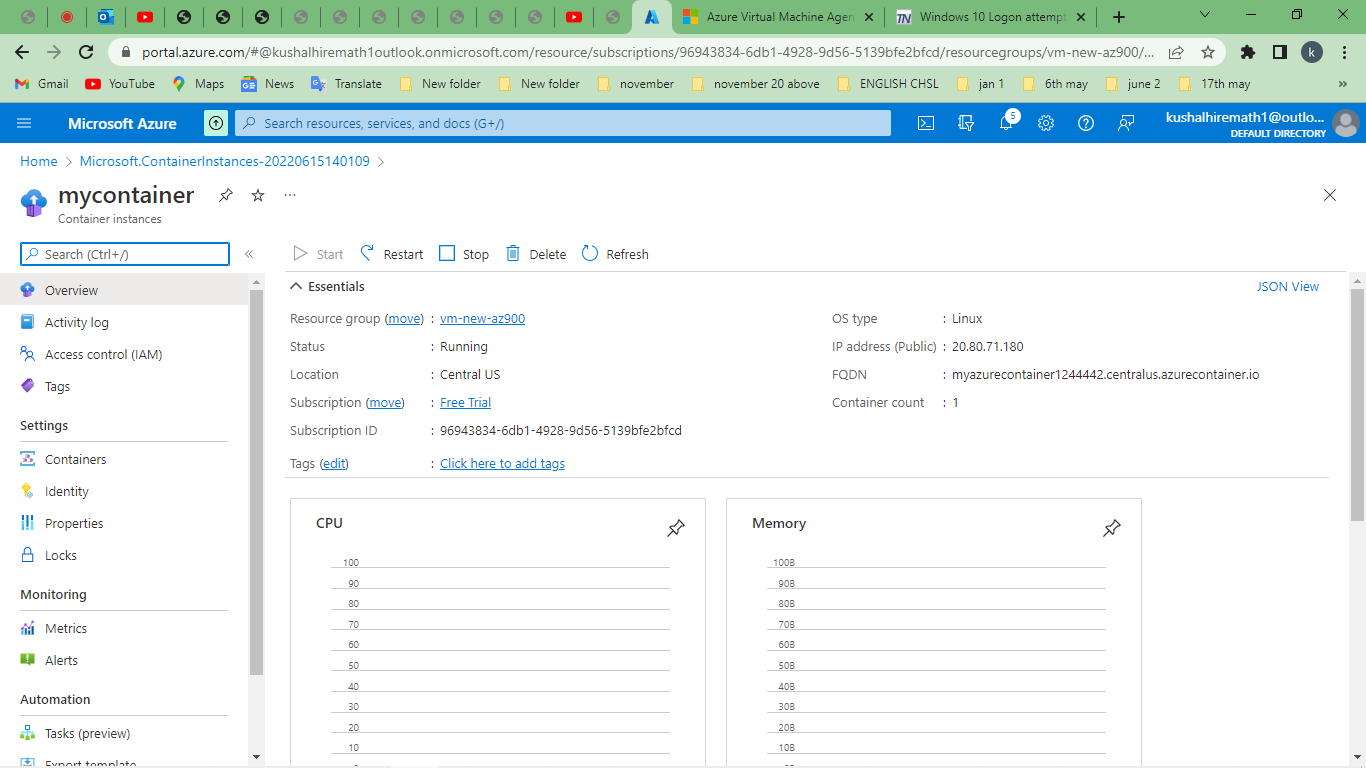 Azure Virtual Machine Agen
Windows 10 Logon attempt
portal.azure.com/#@kushalhiremath1outlook.onmicrosoft.com/resource/subscriptions/96943834-6db1-4928-9d56-5139bfe2bfcd/resourcegroups/vm-new-az900/...
k
Gmail YouTube Maps News Translate New folder New folder november november 20 above ENGLISH CHSL jan 1 6th may june 2 17th may »
Microsoft Azure
Search resources, services, and docs (G+/)
5
kushalhiremath1@outlo...
DEFAULT DIRECTORY
Home > Microsoft.ContainerInstances-20220615140109 >
mycontainer ...
Container instances
Search (Ctrl+/) «
Start Restart Stop Delete Refresh
Overview
Activity log
Access control (IAM)
Tags
Settings
Containers
Identity
Properties
Locks
Monitoring
Metrics
Alerts
Automation
Tasks (preview)
Export template
Essentials
JSON View
Resource group (move) : vm-new-az900
Status : Running
Location : Central US
Subscription (move) : Free Trial
Subscription ID : 96943834-6db1-4928-9d56-5139bfe2bfcd
Tags (edit) : Click here to add tags
OS type : Linux
IP address (Public) : 20.80.71.180
FQDN : myazurecontainer1244442.centralus.azurecontainer.io
Container count : 1
CPU
100
90
80
70
60
50
40
30
20
10
Memory
100B
90B
80B
70B
60B
50B
40B
30B
20B
10B